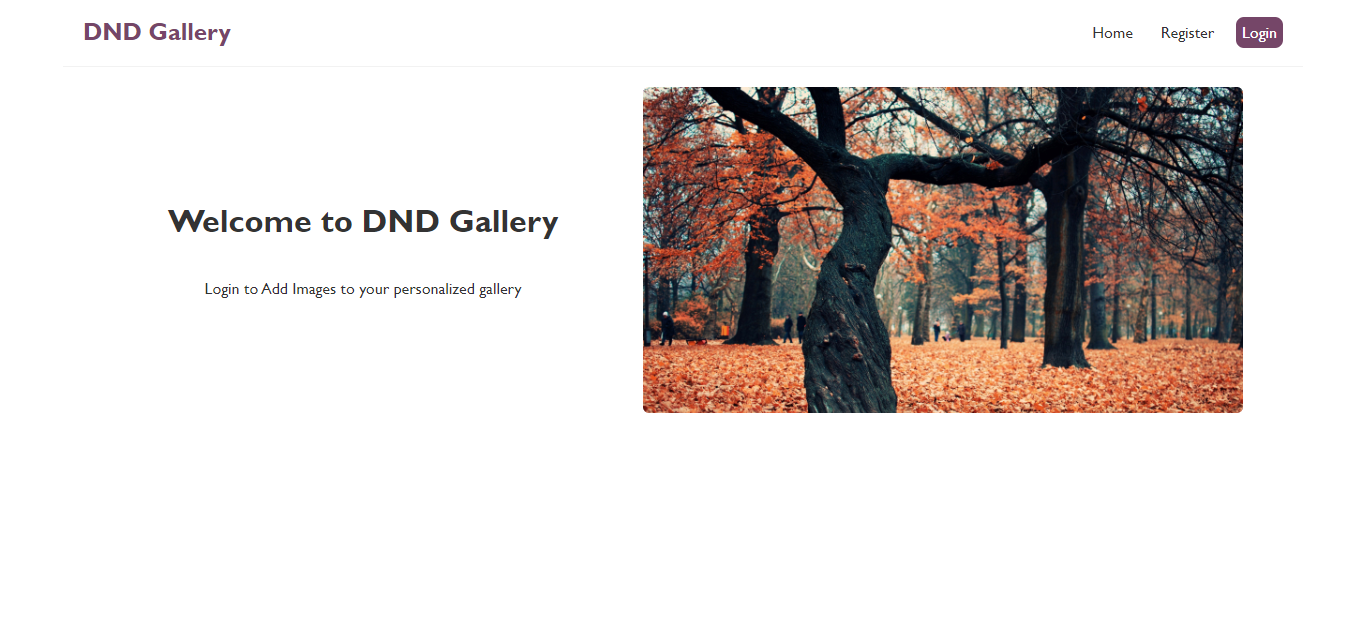 DND Gallery
Home Register Login
Welcome to DND Gallery
Login to Add Images to your personalized gallery